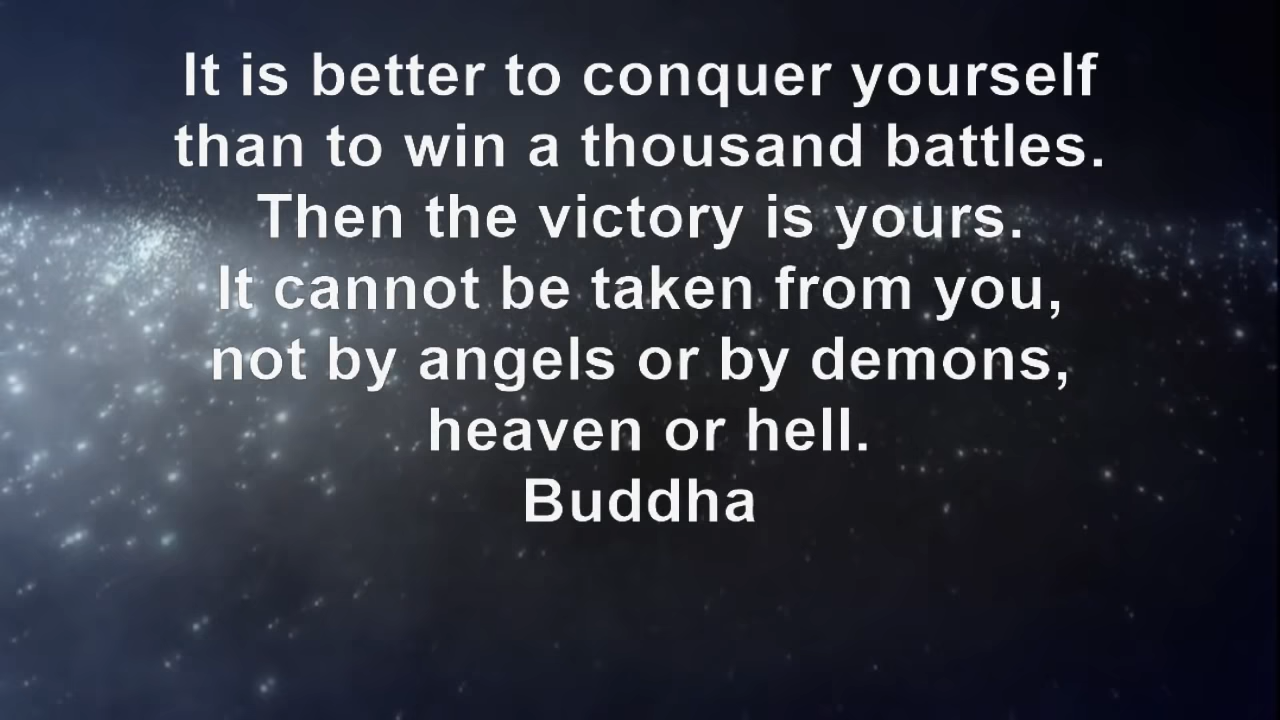 It is better to conquer yourself
than to win a thousand battles.
Then the victory is yours.
It cannot be taken from you,
not by angels or by demons,
heaven or hell.
Buddha